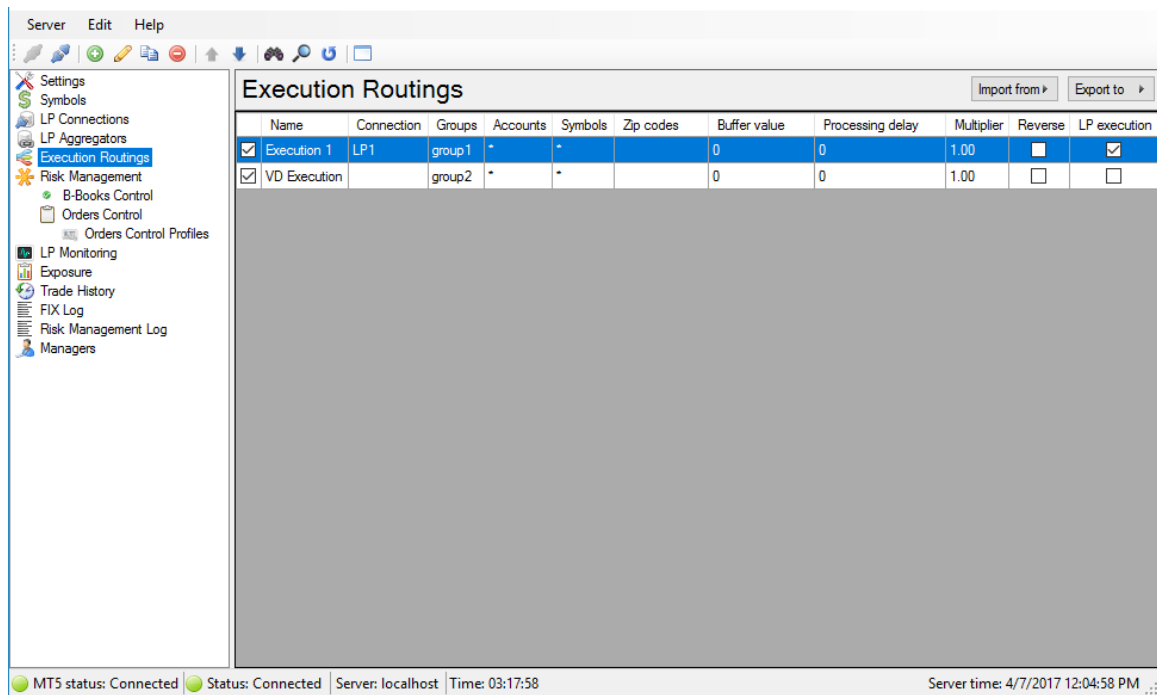 Server Edit Help
Settings
Symbols
LP Connections
LP Aggregators
Execution Routings
Risk Management
B-Books Control
Orders Control
Orders Control Profiles
LP Monitoring
Exposure
Trade History
FIX Log
Risk Management Log
Managers
Execution Routings Import from Export to
Name Connection Groups Accounts Symbols Zip codes Buffer value Processing delay Multiplier Reverse LP execution
Execution 1 LP1 group1 * * 0 0 1.00
VD Execution group2 * * 0 0 1.00
MT5 status: Connected Status: Connected Server: localhost Time: 03:17:58 Server time: 4/7/2017 12:04:58 PM